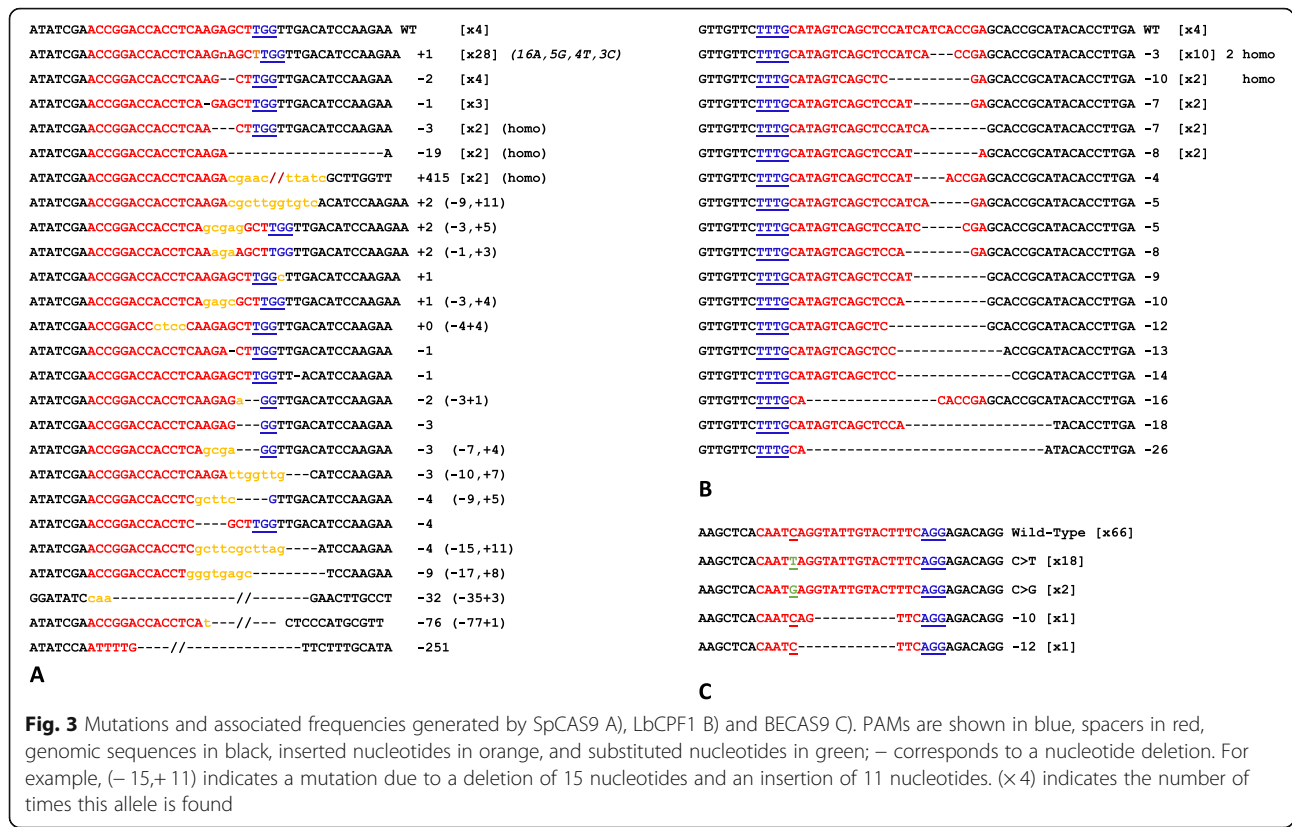 ATATCGAACCGGACCACCTCAAGAGCTTGGTTGACATCCAAGAA WT [x4]
ATATCGAACCGGACCACCTCAAGnAGCTTGGTTGACATCCAAGAA +1 [x28] (16A,5G,4T,3C)
ATATCGAACCGGACCACCTCAAG--CTTGGTTGACATCCAAGAA -2 [x4]
ATATCGAACCGGACCACCTCA-GAGCTTGGTTGACATCCAAGAA -1 [x3]
ATATCGAACCGGACCACCTCAA---CTTGGTTGACATCCAAGAA -3 [x2] (homo)
ATATCGAACCGGACCACCTCAAGA-------------------A -19 [x2] (homo)
ATATCGAACCGGACCACCTCAAGAcgaac//ttatcGCTTGGTT +415 [x2] (homo)
ATATCGAACCGGACCACCTCAAGAcgcttggtgtcACATCCAAGAA +2 (-9,+11)
ATATCGAACCGGACCACCTCAgcgagGCTTGGTTGACATCCAAGAA +2 (-3,+5)
ATATCGAACCGGACCACCTCAAagaAGCTTGGTTGACATCCAAGAA +2 (-1,+3)
ATATCGAACCGGACCACCTCAAGAGCTTGGcTTGACATCCAAGAA +1
ATATCGAACCGGACCACCTCAgagcGCTTGGTTGACATCCAAGAA +1 (-3,+4)
ATATCGAACCGGACCctccCAAGAGCTTGGTTGACATCCAAGAA +0 (-4+4)
ATATCGAACCGGACCACCTCAAGA-CTTGGTTGACATCCAAGAA -1
ATATCGAACCGGACCACCTCAAGAGCTTGGTT-ACATCCAAGAA -1
ATATCGAACCGGACCACCTCAAGAGa--GGTTGACATCCAAGAA -2 (-3+1)
ATATCGAACCGGACCACCTCAAGAG---GGTTGACATCCAAGAA -3
ATATCGAACCGGACCACCTCAgcga---GGTTGACATCCAAGAA -3 (-7,+4)
ATATCGAACCGGACCACCTCAAGAttggttg---CATCCAAGAA -3 (-10,+7)
ATATCGAACCGGACCACCTCgcttc----GTTGACATCCAAGAA -4 (-9,+5)
ATATCGAACCGGACCACCTC----GCTTGGTTGACATCCAAGAA -4
ATATCGAACCGGACCACCTCgcttcgcttag----ATCCAAGAA -4 (-15,+11)
ATATCGAACCGGACCACCTgggtgagc---------TCCAAGAA -9 (-17,+8)
GGATATCcaa---------------//-------GAACTTGCCT -32 (-35+3)
ATATCGAACCGGACCACCTCAt---//--- CTCCCATGCGTT -76 (-77+1)
ATATCCAATTTTG----//--------------TTCTTTGCATA -251
A
GTTGTTCTTTGCATAGTCAGCTCCATCATCACCGAGCACCGCATACACCTTGA WT [x4]
GTTGTTCTTTGCATAGTCAGCTCCATCA---CCGAGCACCGCATACACCTTGA -3 [x10] 2 homo
GTTGTTCTTTGCATAGTCAGCTC----------GAGCACCGCATACACCTTGA -10 [x2] homo
GTTGTTCTTTGCATAGTCAGCTCCAT-------GAGCACCGCATACACCTTGA -7 [x2]
GTTGTTCTTTGCATAGTCAGCTCCATCA-------GCACCGCATACACCTTGA -7 [x2]
GTTGTTCTTTGCATAGTCAGCTCCAT--------AGCACCGCATACACCTTGA -8 [x2]
GTTGTTCTTTGCATAGTCAGCTCCAT----ACCGAGCACCGCATACACCTTGA -4
GTTGTTCTTTGCATAGTCAGCTCCATCA-----GAGCACCGCATACACCTTGA -5
GTTGTTCTTTGCATAGTCAGCTCCATC-----CGAGCACCGCATACACCTTGA -5
GTTGTTCTTTGCATAGTCAGCTCCA--------GAGCACCGCATACACCTTGA -8
GTTGTTCTTTGCATAGTCAGCTCCAT---------GCACCGCATACACCTTGA -9
GTTGTTCTTTGCATAGTCAGCTCCA----------GCACCGCATACACCTTGA -10
GTTGTTCTTTGCATAGTCAGCTC------------GCACCGCATACACCTTGA -12
GTTGTTCTTTGCATAGTCAGCTCC-------------ACCGCATACACCTTGA -13
GTTGTTCTTTGCATAGTCAGCTCC--------------CCGCATACACCTTGA -14
GTTGTTCTTTGCA----------------CACCGAGCACCGCATACACCTTGA -16
GTTGTTCTTTGCATAGTCAGCTCCA------------------TACACCTTGA -18
GTTGTTCTTTGCA-----------------------------ATACACCTTGA -26
B
AAGCTCACAATCAGGTATTGTACTTTCAGGAGACAGG Wild-Type [x66]
AAGCTCACAATTAGGTATTGTACTTTCAGGAGACAGG C>T [x18]
AAGCTCACAATGAGGTATTGTACTTTCAGGAGACAGG C>G [x2]
AAGCTCACAATCAG----------TTCAGGAGACAGG -10 [x1]
AAGCTCACAATC------------TTCAGGAGACAGG -12 [x1]
C
Fig. 3 Mutations and associated frequencies generated by SpCAS9 A), LbCPF1 B) and BECAS9 C). PAMs are shown in blue, spacers in red,
genomic sequences in black, inserted nucleotides in orange, and substituted nucleotides in green; − corresponds to a nucleotide deletion. For
example, (− 15,+ 11) indicates a mutation due to a deletion of 15 nucleotides and an insertion of 11 nucleotides. (× 4) indicates the number of
times this allele is found